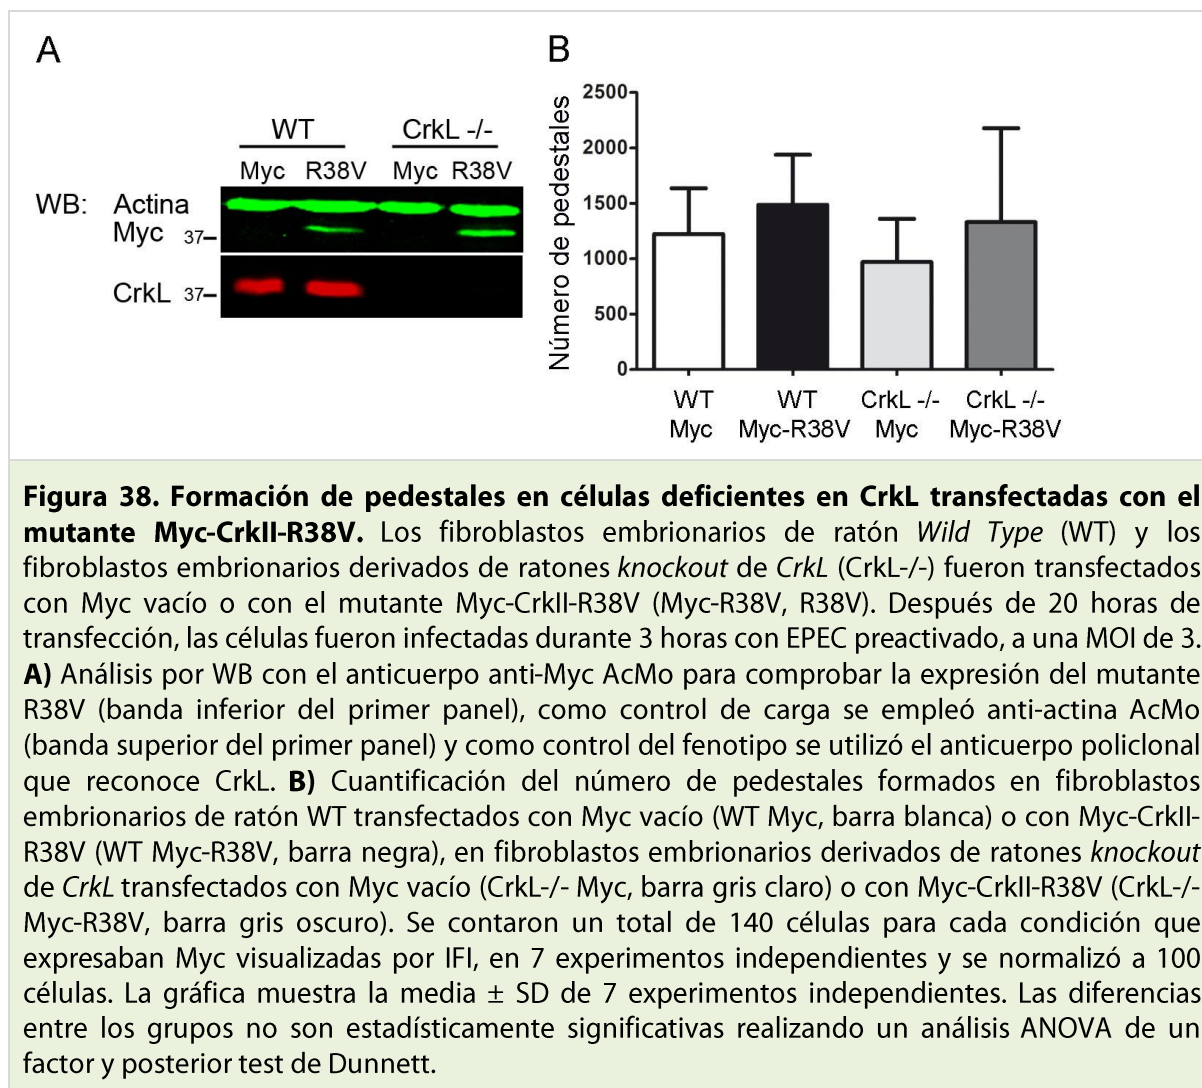 A
B
WT
CrkL -/-
Myc
R38V
Myc
R38V
WB:
Actina
Myc
37
CrkL
37
Número de pedestales
2500
2000
1500
1000
500
0
WT
Myc
WT
Myc-R38V
CrkL -/-
Myc
CrkL -/-
Myc-R38V
Figura 38. Formación de pedestales en células deficientes en CrkL transfectadas con el
mutante Myc-CrkII-R38V. Los fibroblastos embrionarios de ratón Wild Type (WT) y los
fibroblastos embrionarios derivados de ratones knockout de CrkL (CrkL-/-) fueron transfectados
con Myc vacío o con el mutante Myc-CrkII-R38V (Myc-R38V, R38V). Después de 20 horas de
transfección, las células fueron infectadas durante 3 horas con EPEC preactivado, a una MOI de 3.
A) Análisis por WB con el anticuerpo anti-Myc AcMo para comprobar la expresión del mutante
R38V (banda inferior del primer panel), como control de carga se empleó anti-actina AcMo
(banda superior del primer panel) y como control del fenotipo se utilizó el anticuerpo policlonal
que reconoce CrkL. B) Cuantificación del número de pedestales formados en fibroblastos
embrionarios de ratón WT transfectados con Myc vacío (WT Myc, barra blanca) o con Myc-CrkII-
R38V (WT Myc-R38V, barra negra), en fibroblastos embrionarios derivados de ratones knockout
de CrkL transfectados con Myc vacío (CrkL-/- Myc, barra gris claro) o con Myc-CrkII-R38V (CrkL-/-
Myc-R38V, barra gris oscuro). Se contaron un total de 140 células para cada condición que
expresaban Myc visualizadas por IFI, en 7 experimentos independientes y se normalizó a 100
células. La gráfica muestra la media ± SD de 7 experimentos independientes. Las diferencias
entre los grupos no son estadísticamente significativas realizando un análisis ANOVA de un
factor y posterior test de Dunnett.